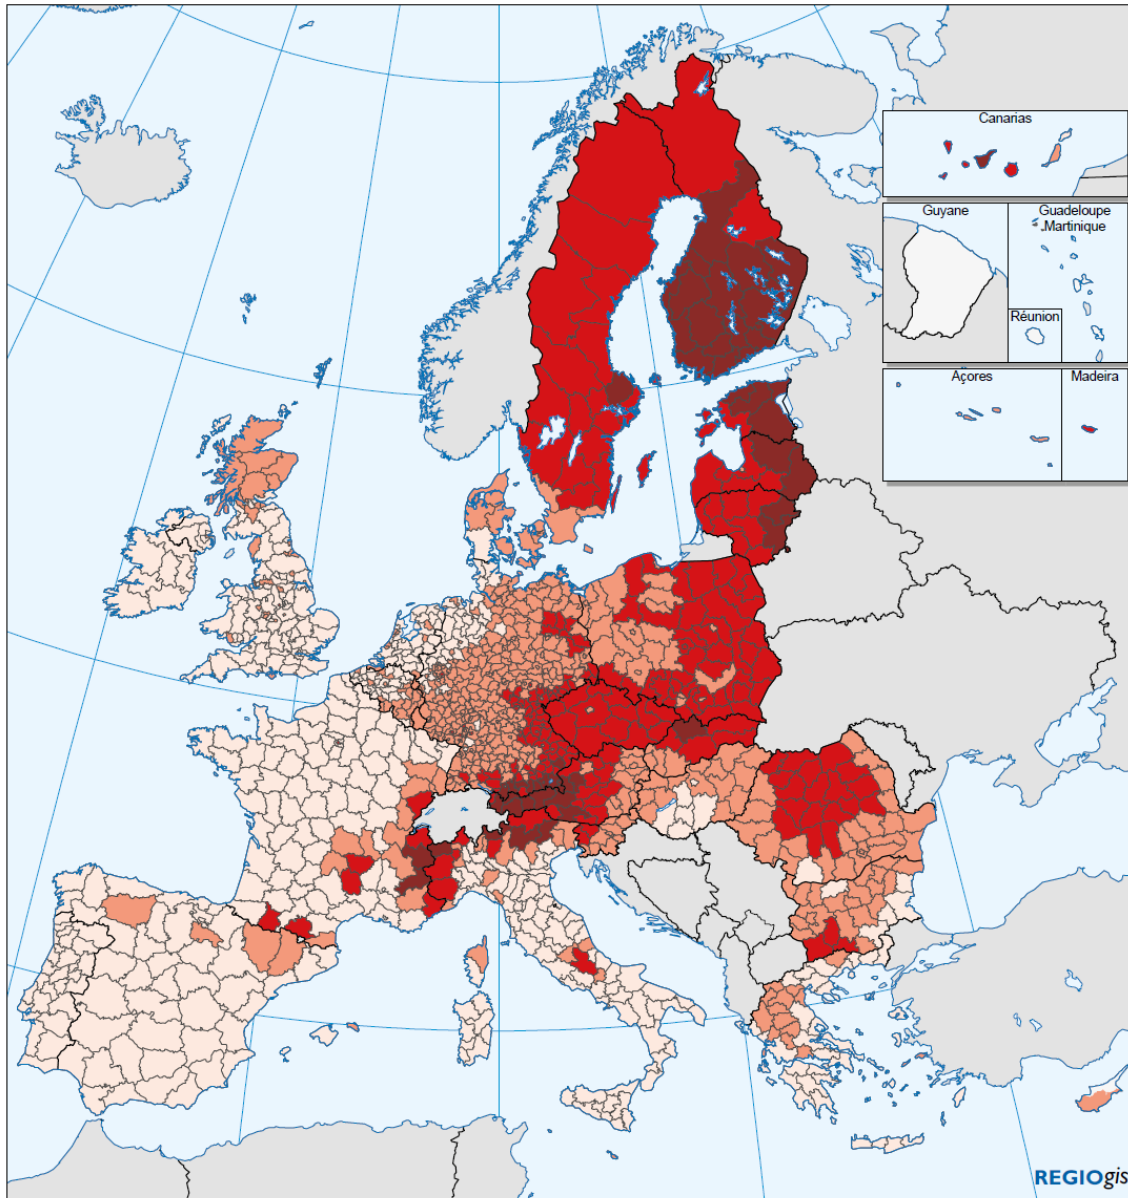 Canarias
Guyane
Guadeloupe
Martinique
Réunion
Açores
Madeira
REGIOgis